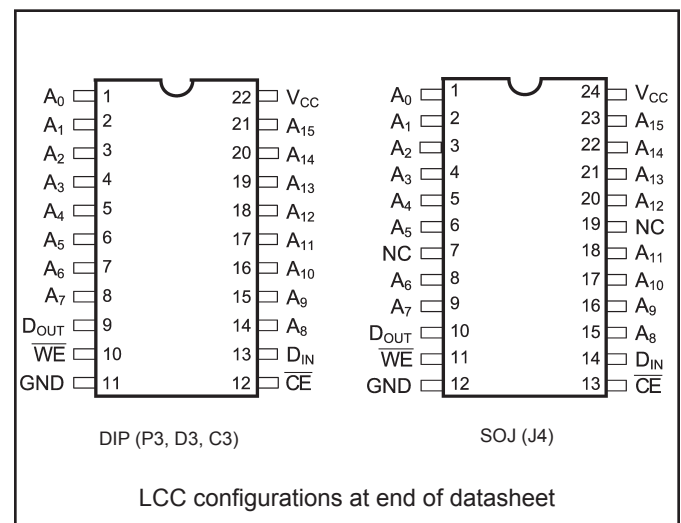 A0 1 22 VCC
A1 2 21 A15
A2 3 20 A14
A3 4 19 A13
A4 5 18 A12
A5 6 17 A11
A6 7 16 A10
A7 8 15 A9
DOUT 9 14 A8
WE 10 13 DIN
GND 11 12 CE
DIP (P3, D3, C3)
A0 1 24 VCC
A1 2 23 A15
A2 3 22 A14
A3 4 21 A13
A4 5 20 A12
A5 6 19 NC
NC 7 18 A11
A6 8 17 A10
A7 9 16 A9
DOUT 10 15 A8
WE 11 14 DIN
GND 12 13 CE
SOJ (J4)
LCC configurations at end of datasheet